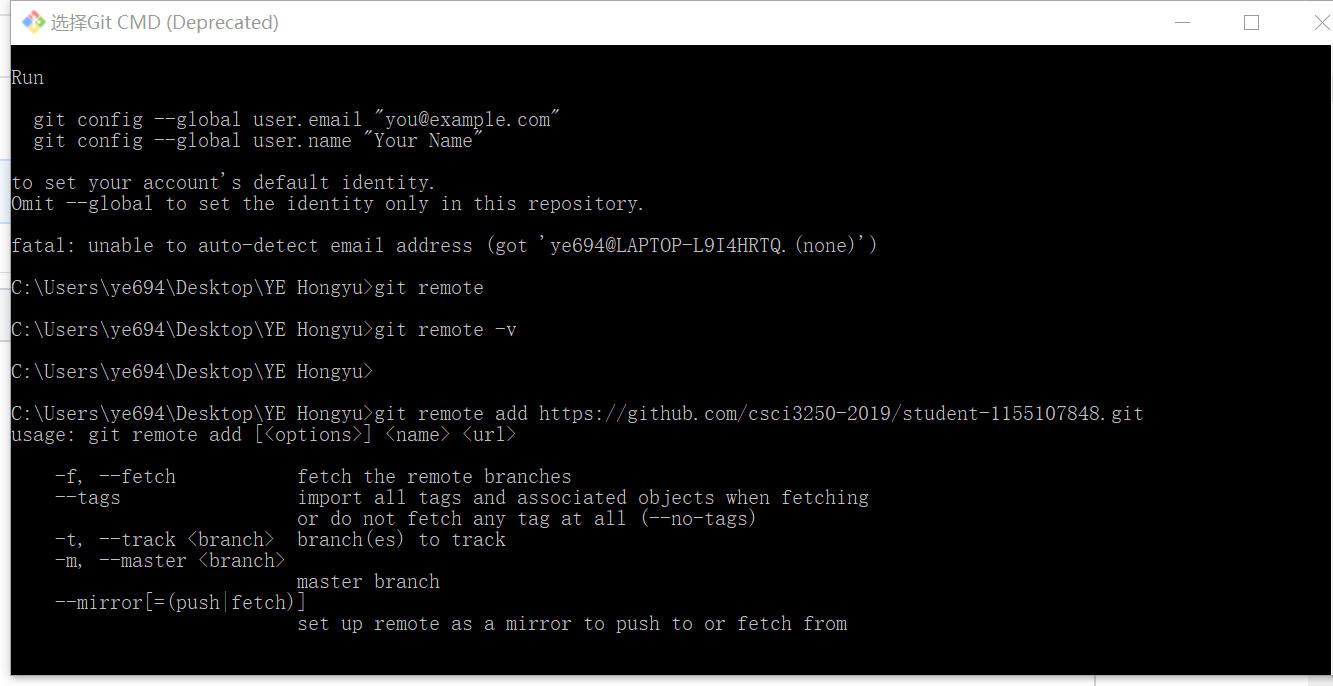 选择Git CMD (Deprecated)
Run
git config --global user.email "you@example.com"
git config --global user.name "Your Name"
to set your account's default identity.
Omit --global to set the identity only in this repository.
fatal: unable to auto-detect email address (got 'ye694@LAPTOP-L9I4HRTQ.(none)')
C:\Users\ye694\Desktop\YE Hongyu>git remote
C:\Users\ye694\Desktop\YE Hongyu>git remote -v
C:\Users\ye694\Desktop\YE Hongyu>
C:\Users\ye694\Desktop\YE Hongyu>git remote add https://github.com/csci3250-2019/student-1155107848.git
usage: git remote add [<options>] <name> <url>
-f, --fetch fetch the remote branches
--tags import all tags and associated objects when fetching
or do not fetch any tag at all (--no-tags)
-t, --track <branch> branch(es) to track
-m, --master <branch>
master branch
--mirror[=(push|fetch)]
set up remote as a mirror to push to or fetch from